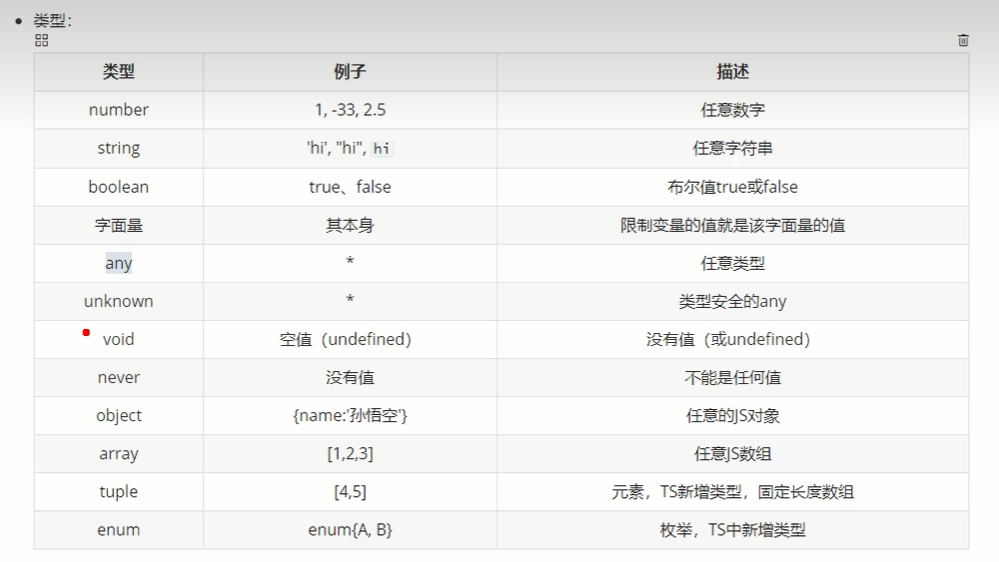 类型：
类型 例子 描述
number 1, -33, 2.5 任意数字
string 'hi', "hi", hi 任意字符串
boolean true、false 布尔值true或false
字面量 其本身 限制变量的值就是该字面量的值
any * 任意类型
unknown * 类型安全的any
void 空值（undefined） 没有值（或undefined）
never 没有值 不能是任何值
object {name:'孙悟空'} 任意的JS对象
array [1,2,3] 任意JS数组
tuple [4,5] 元素，TS新增类型，固定长度数组
enum enum{A, B} 枚举，TS中新增类型